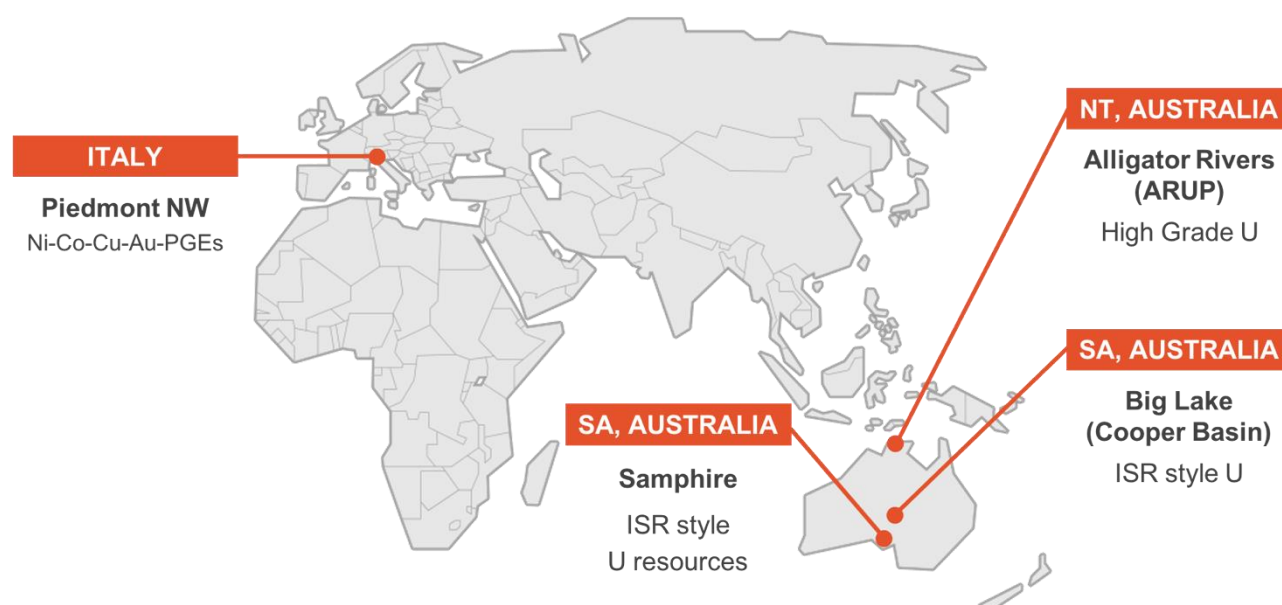 ITALY
Piedmont NW
Ni-Co-Cu-Au-PGEs
NT, AUSTRALIA
Alligator Rivers
(ARUP)
High Grade U
SA, AUSTRALIA
Big Lake
(Cooper Basin)
ISR style U
SA, AUSTRALIA
Samphire
ISR style
U resources